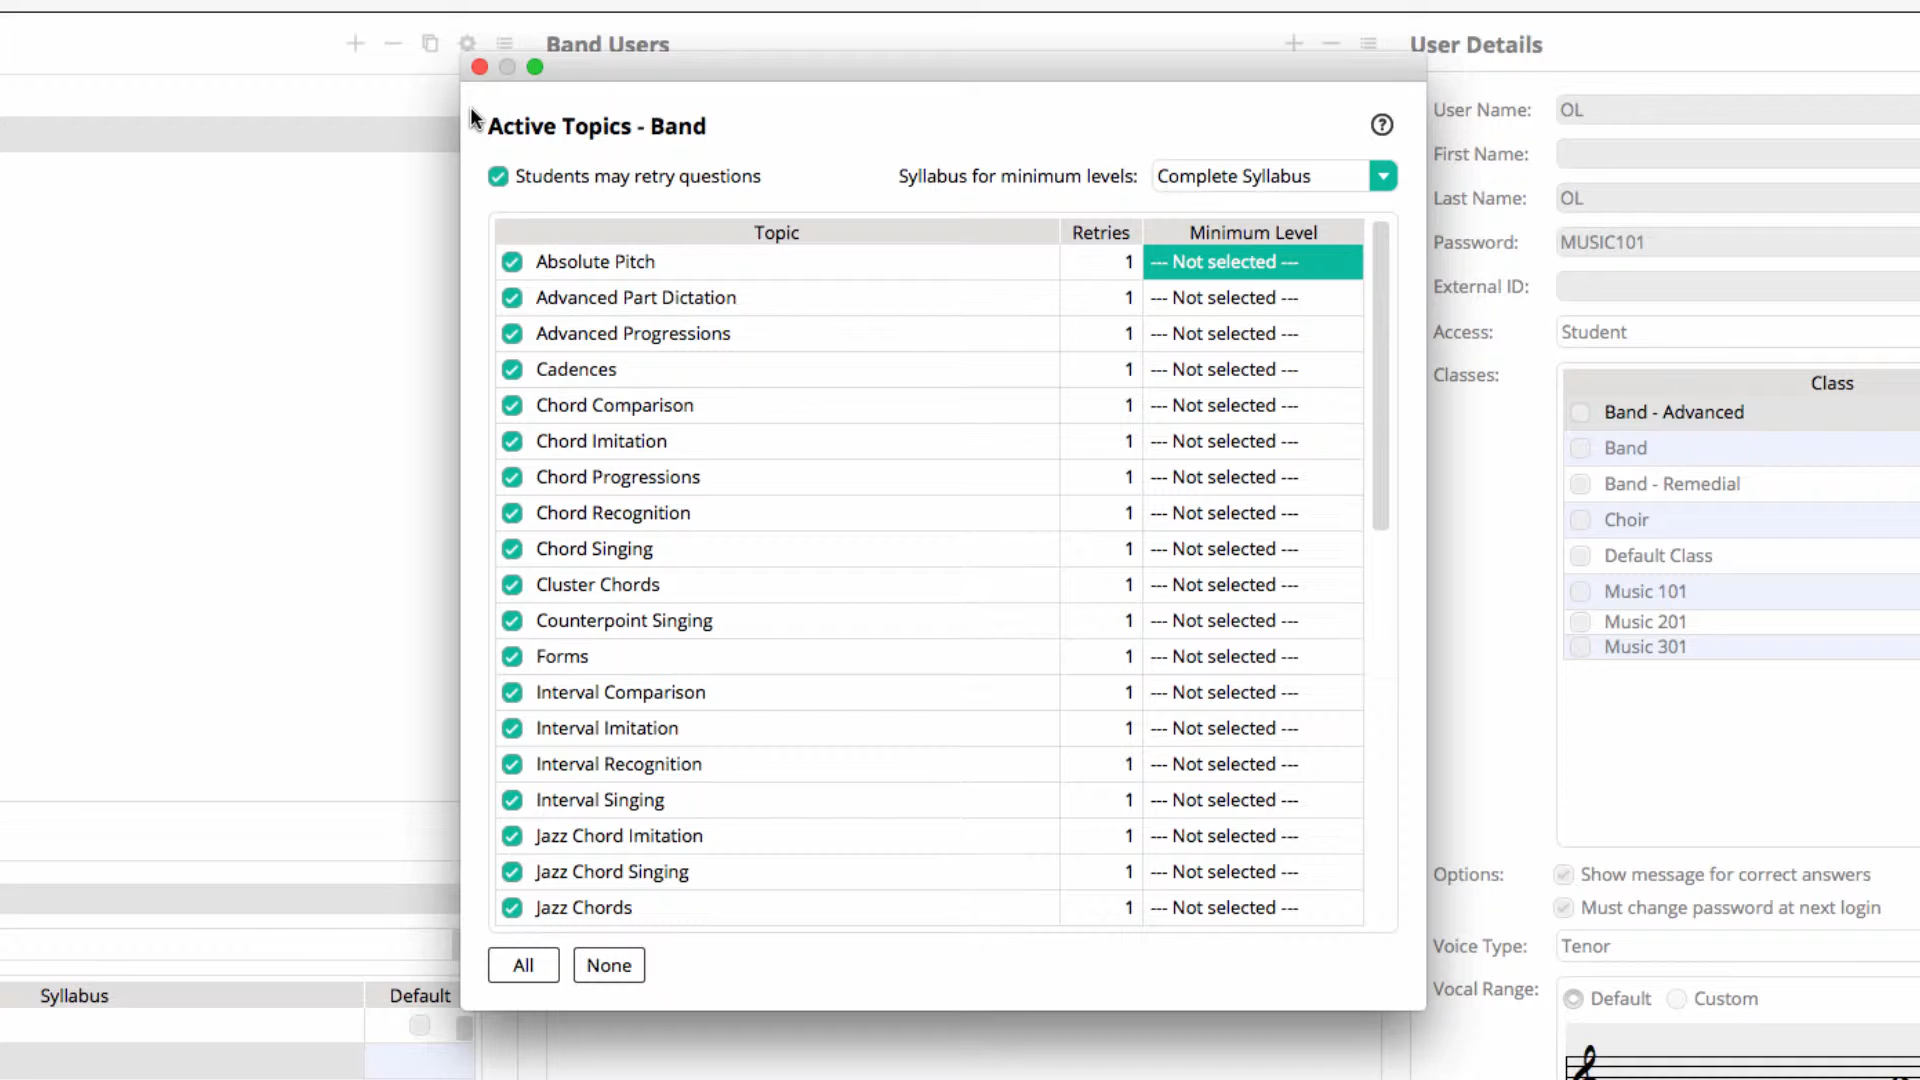 Band Users
User Details
Active Topics - Band
Students may retry questions
Syllabus for minimum levels:
Complete Syllabus
Topic
Retries
Minimum Level
Absolute Pitch 1 --- Not selected ---
Advanced Part Dictation 1 --- Not selected ---
Advanced Progressions 1 --- Not selected ---
Cadences 1 --- Not selected ---
Chord Comparison 1 --- Not selected ---
Chord Imitation 1 --- Not selected ---
Chord Progressions 1 --- Not selected ---
Chord Recognition 1 --- Not selected ---
Chord Singing 1 --- Not selected ---
Cluster Chords 1 --- Not selected ---
Counterpoint Singing 1 --- Not selected ---
Forms 1 --- Not selected ---
Interval Comparison 1 --- Not selected ---
Interval Imitation 1 --- Not selected ---
Interval Recognition 1 --- Not selected ---
Interval Singing 1 --- Not selected ---
Jazz Chord Imitation 1 --- Not selected ---
Jazz Chord Singing 1 --- Not selected ---
Jazz Chords 1 --- Not selected ---
All
None
User Name: OL
First Name:
Last Name: OL
Password: MUSIC101
External ID:
Access: Student
Classes:
Class
Band - Advanced
Band
Band - Remedial
Choir
Default Class
Music 101
Music 201
Music 301
Options: Show message for correct answers
Must change password at next login
Voice Type: Tenor
Vocal Range: Default Custom
Syllabus
Default